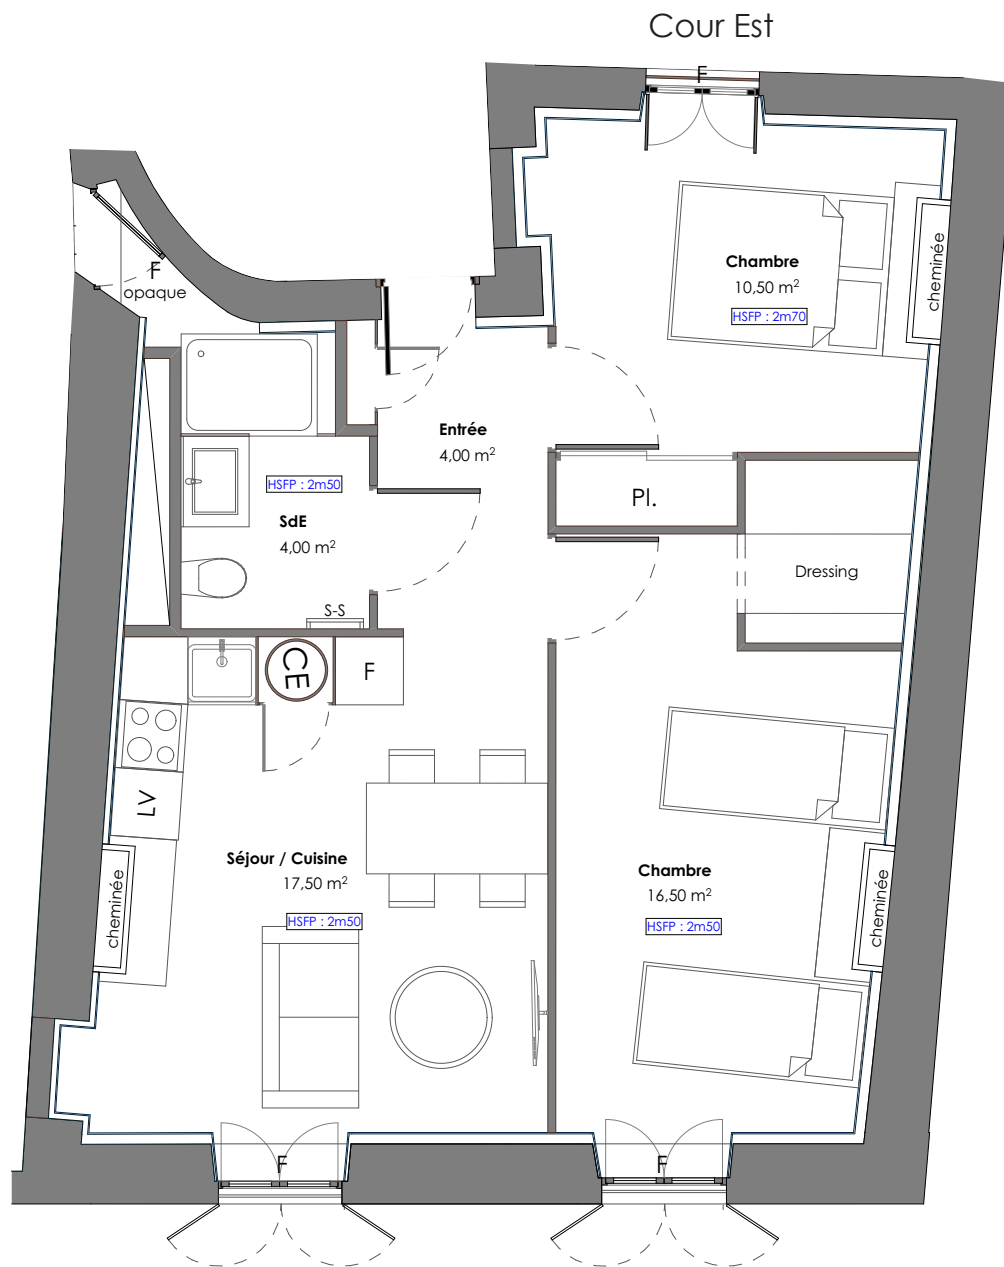 Cour Est
F
F
opaque
Chambre
10,50 m²
HSFP : 2m70
cheminée
Entrée
4,00 m²
HSFP : 2m50
SdE
4,00 m²
Pl.
Dressing
S-S
CE
F
LV
Séjour / Cuisine
17,50 m²
HSFP : 2m50
cheminée
Chambre
16,50 m²
HSFP : 2m50
cheminée
F
F